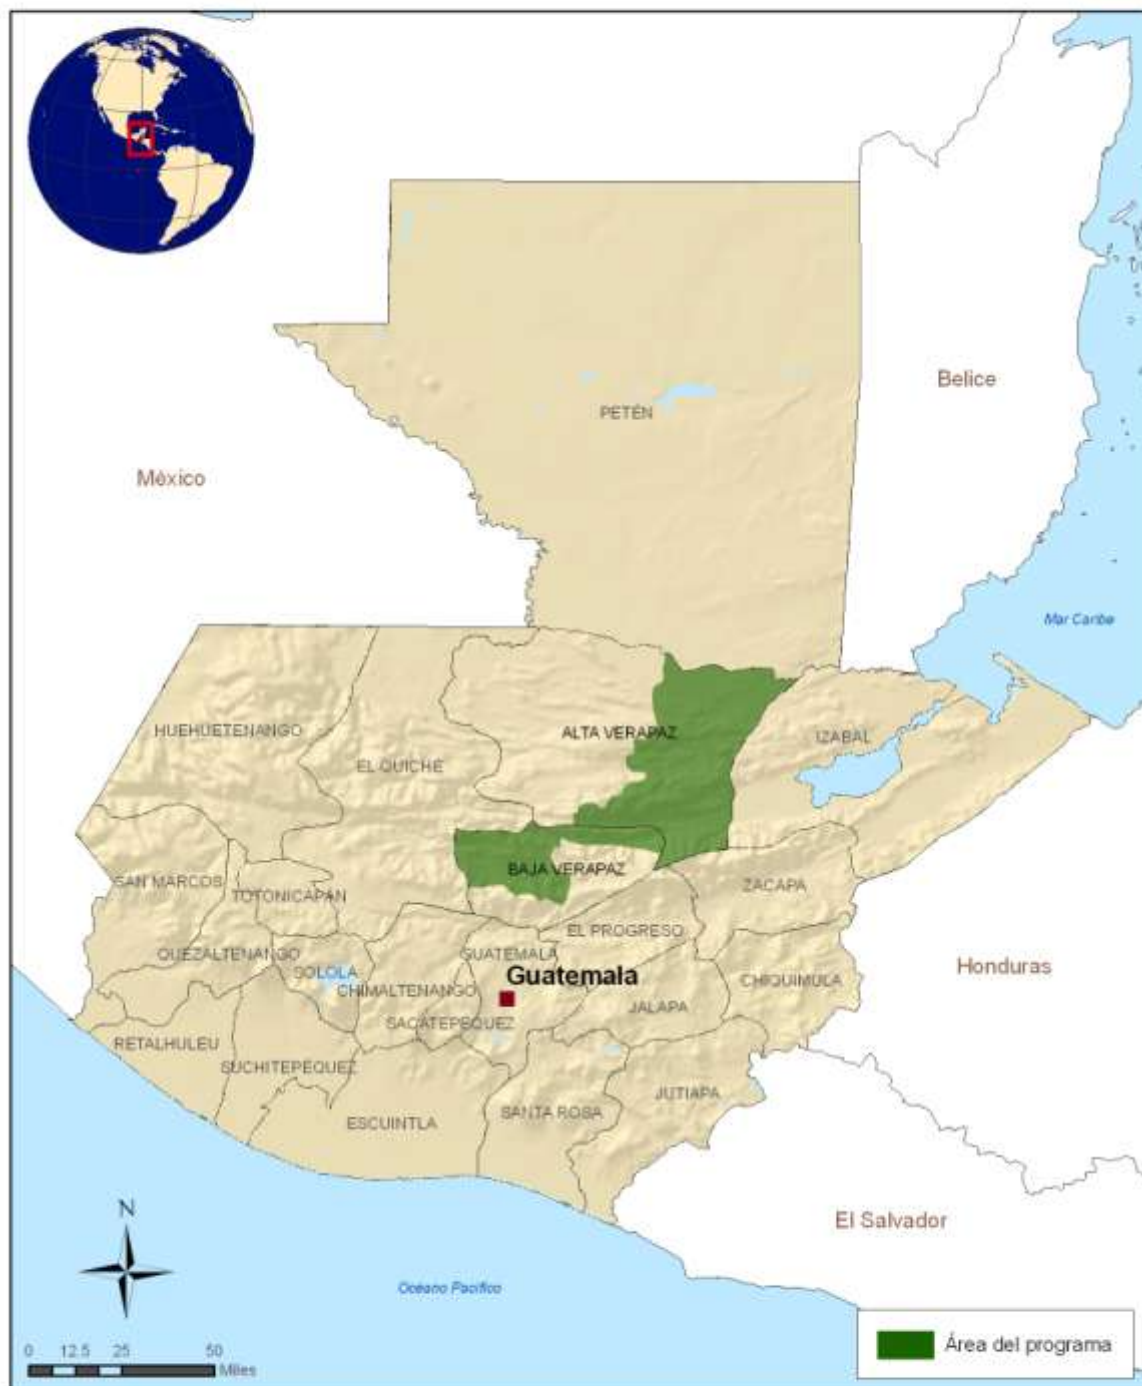 Belice
PETÉN
México
Mar Caribe
HUEHUETENANGO
ALTA VERAPAZ
IZABAL
EL QUICHÉ
BAJA VERAPAZ
SAN MARCOS
TOTONICAPÁN
ZACAPA
EL PROGRESO
QUEZALTENANGO
GUATEMALA
SOLOLA
Guatemala
Honduras
CHIMALTENANGO
CHIQUIMULA
JALAPA
SACATEPEQUEZ
RETALHULEU
SUCHITEPEQUEZ
JUTIAPA
SANTA ROSA
ESCUINTLA
N
El Salvador
Océano Pacífico
Área del programa
0 12.5 25 50
Miles